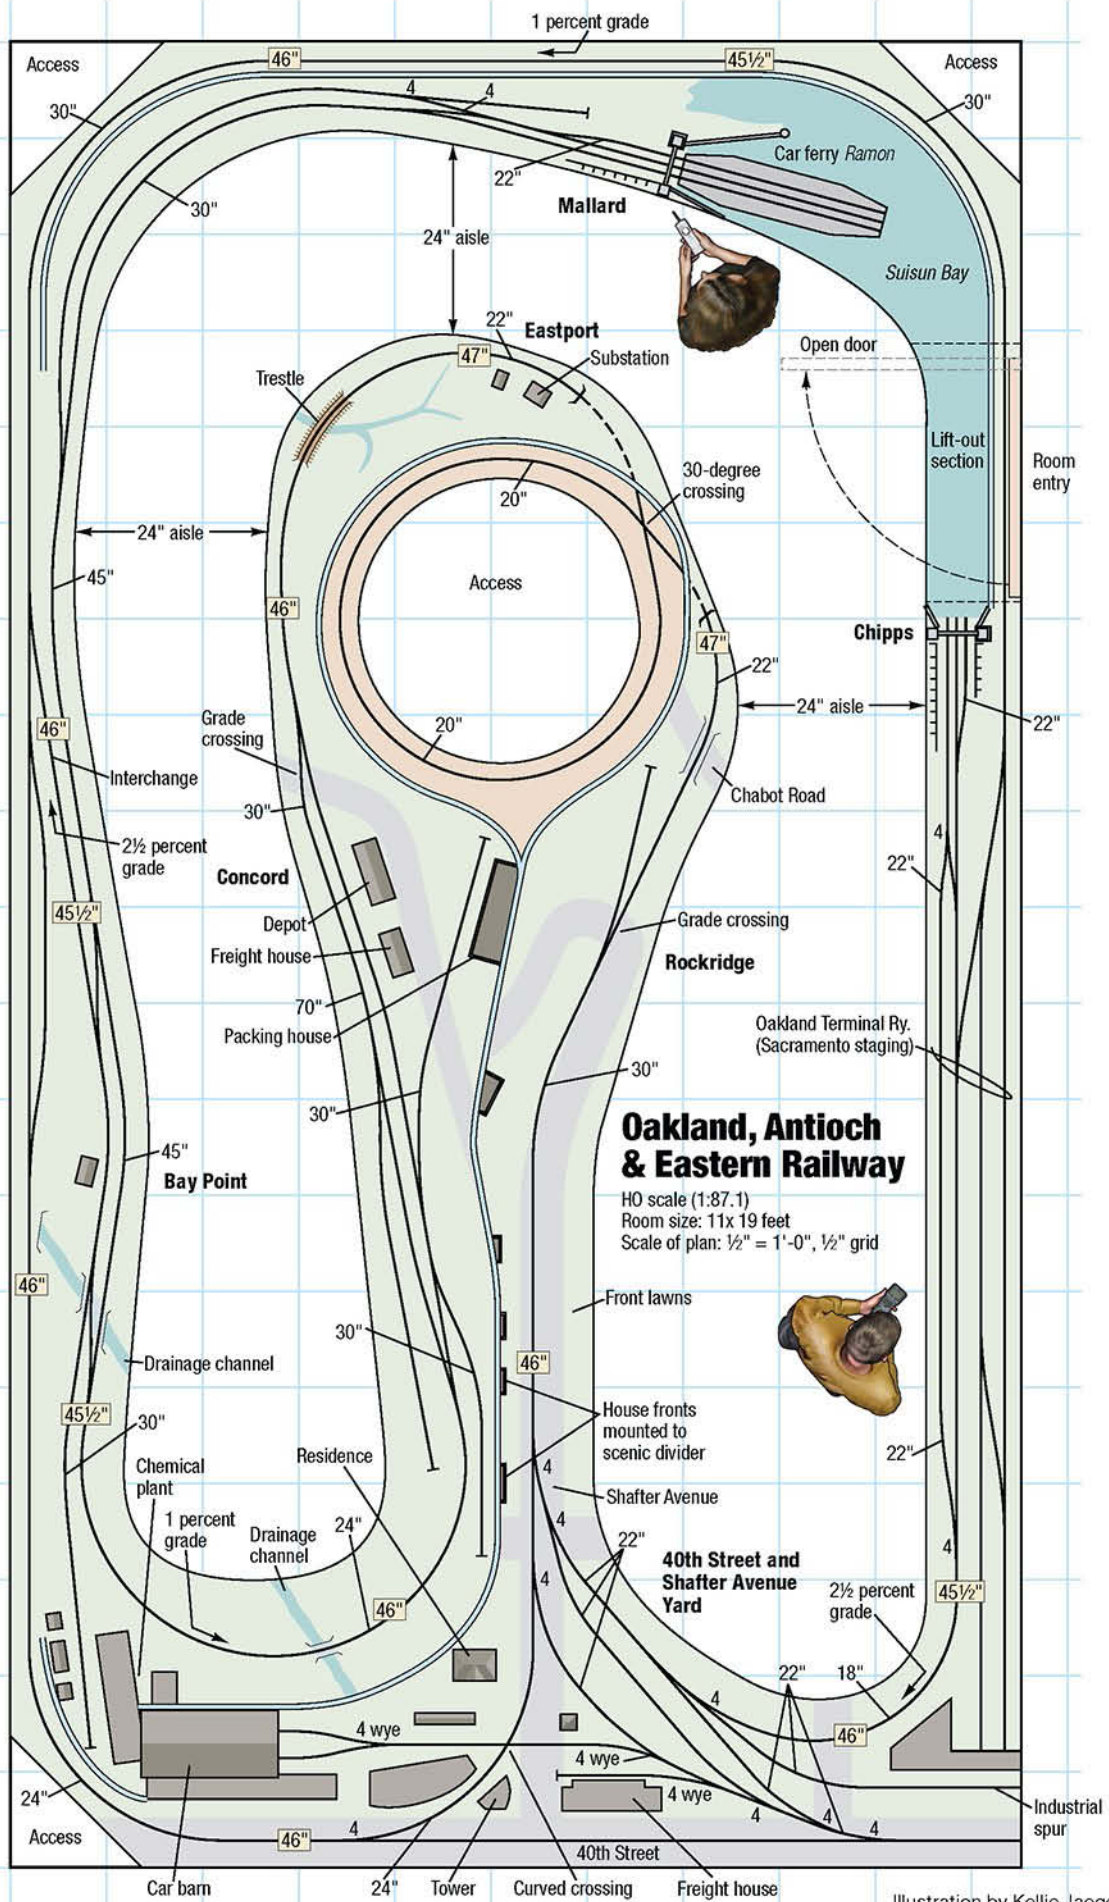 1 percent grade
Access
46"
45½"
Access
30"
4
4
30"
22"
Car ferry Ramon
30"
Mallard
24" aisle
Suisun Bay
22"
Eastport
47"
Substation
Open door
Trestle
Lift-out
section
Room
entry
30-degree
crossing
20"
24" aisle
Access
45"
46"
Chipps
47"
22"
24" aisle
22"
Grade
crossing
20"
46"
Interchange
Chabot Road
30"
2½ percent
grade
4
22"
Concord
45½"
Depot
Grade crossing
Freight house
Rockridge
70"
Packing house
Oakland Terminal Ry.
(Sacramento staging)
30"
30"
Oakland, Antioch
& Eastern Railway
HO scale (1:87.1)
Room size: 11x 19 feet
Scale of plan: ½" = 1'-0", ½" grid
45"
Bay Point
46"
Front lawns
30"
46"
Drainage channel
45½"
30"
House fronts
mounted to
scenic divider
22"
Residence
Chemical
plant
4
Shafter Avenue
1 percent
grade
Drainage
channel
24"
4
22"
4
40th Street and
Shafter Avenue
Yard
4
2½ percent
grade
45½"
46"
22"
18"
4
46"
4 wye
4 wye
4 wye
24"
4
4
4
4
Industrial
spur
Access
46"
40th Street
Car barn
24"
Tower
Curved crossing
Freight house